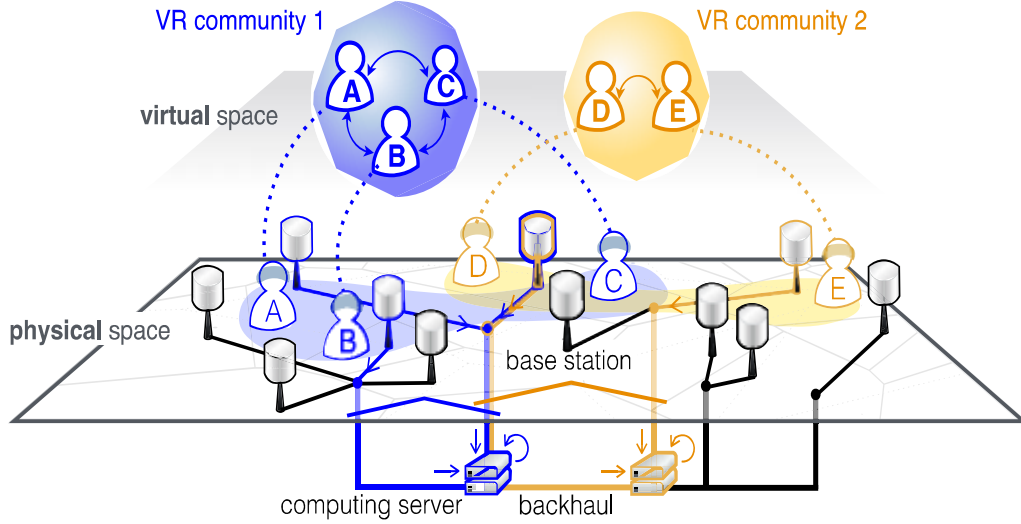 VR community 1
VR community 2
A
C
B
D
E
virtual space
D
C
E
A
B
physical space
base station
computing server
backhaul